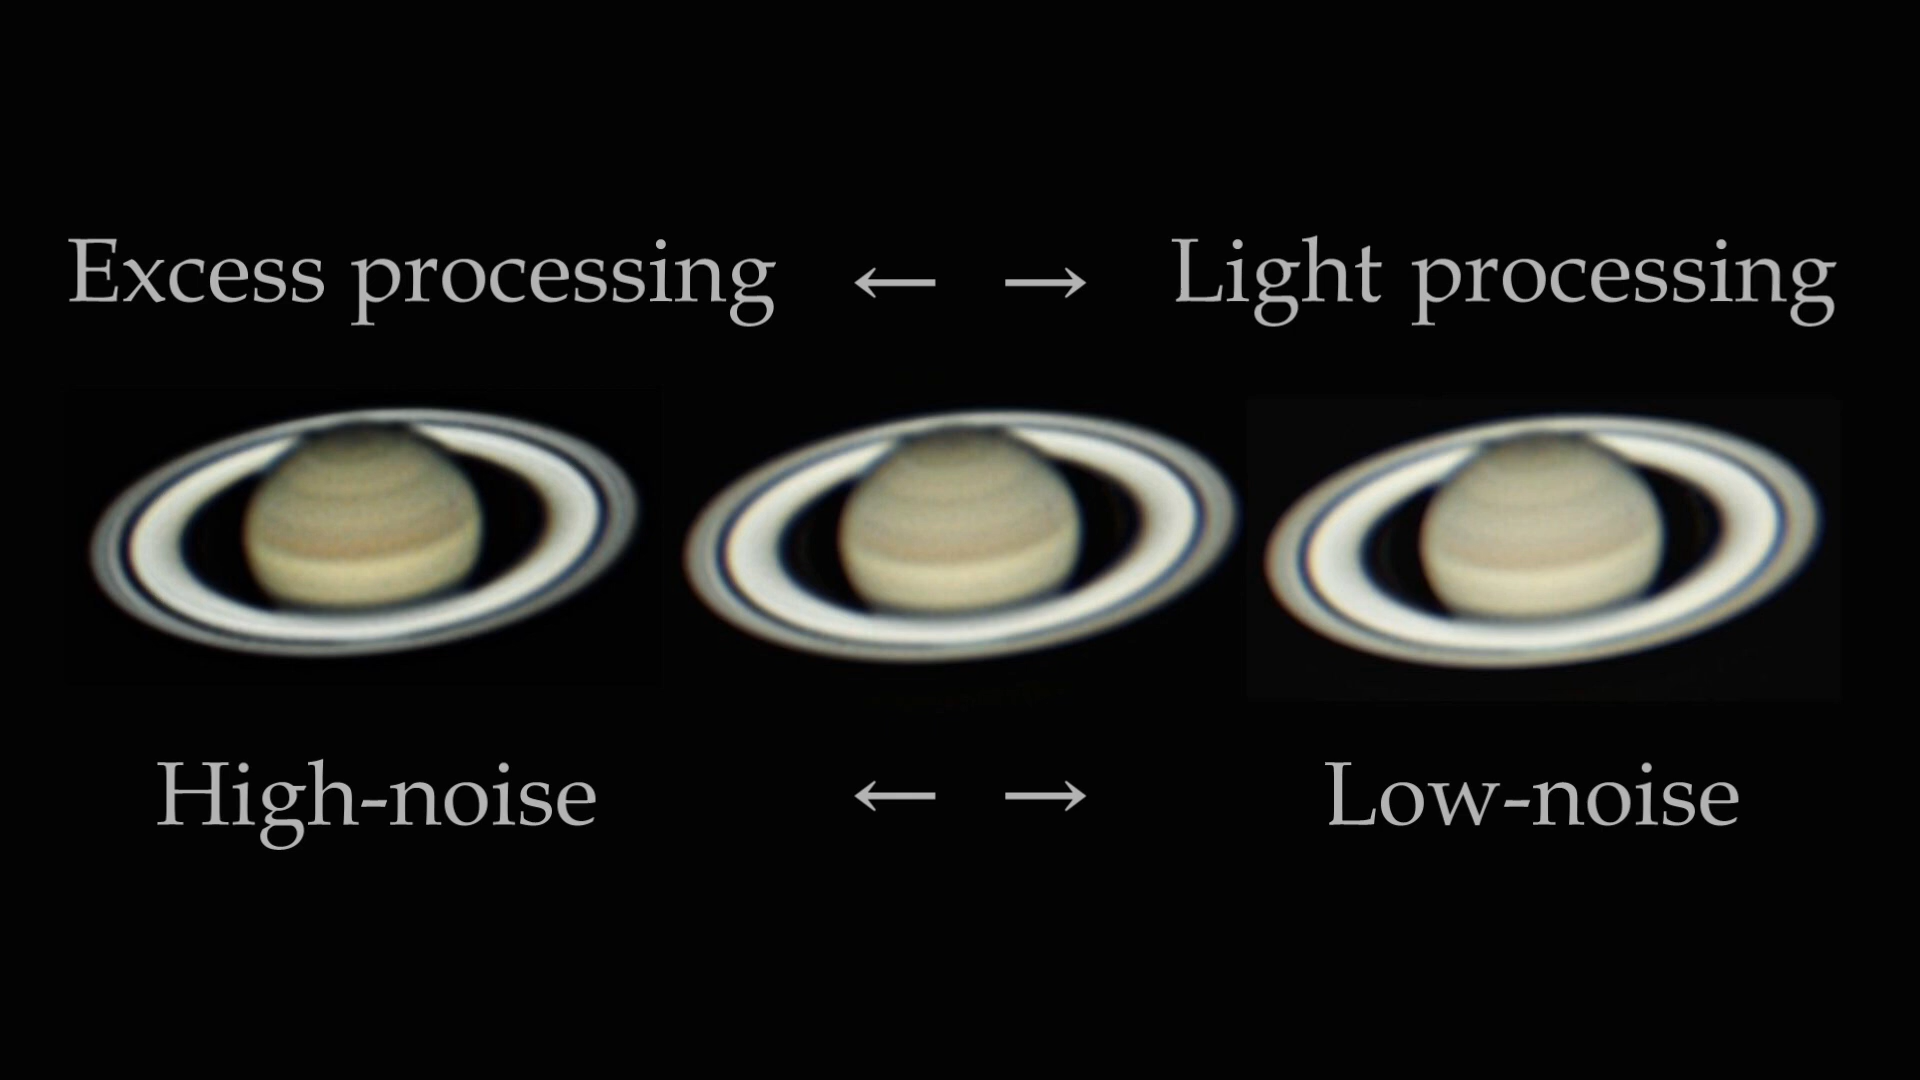 Excess processing ← → Light processing
High-noise ← → Low-noise